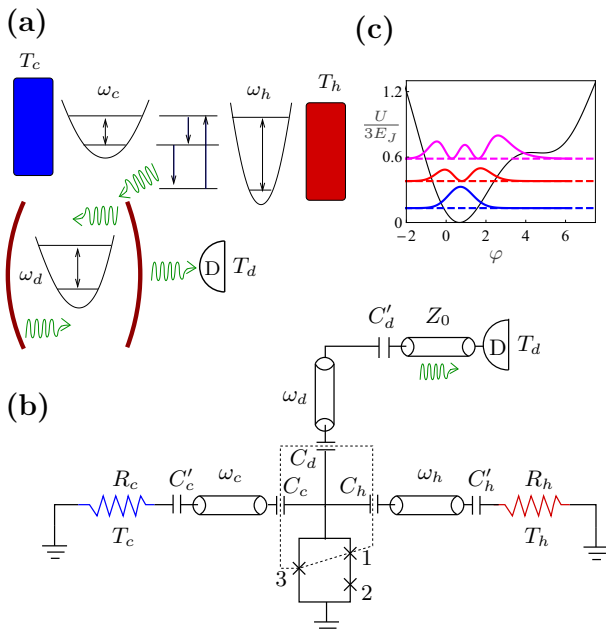 (a)
T_c
ω_c
ω_h
T_h
ω_d
D
T_d
(c)
U
3E_J
1.2
0.6
0
−2
0
2
4
6
φ
(b)
C'_d
Z_0
D
T_d
ω_d
C_d
R_c
C'_c
ω_c
C_c
C_h
ω_h
C'_h
R_h
T_c
T_h
1
3
2